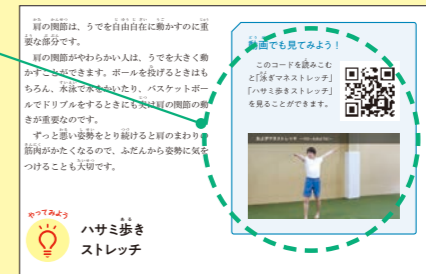 肩の関節は、うでを自由自在に動かすのに重
要な部分です。
肩の関節がやわらかい人は、うでを大きく動
かすことができます。ボールを投げるときはも
ちろん、水泳で水をかいたり、バスケットボー
ルでドリブルをするときにも実は肩の関節の動
きが重要なのです。
ずっと悪い姿勢をとり続けると肩のまわりの
筋肉がかたくなるので、ふだんから姿勢に気を
つけることも大切です。
やってみよう
ハサミ歩き
ストレッチ
動画でも見てみよう!
このコードを読みこむ
と「泳ぎマネストレッチ」
「ハサミ歩きストレッチ」
を見ることができます。
およぎマネストレッチ